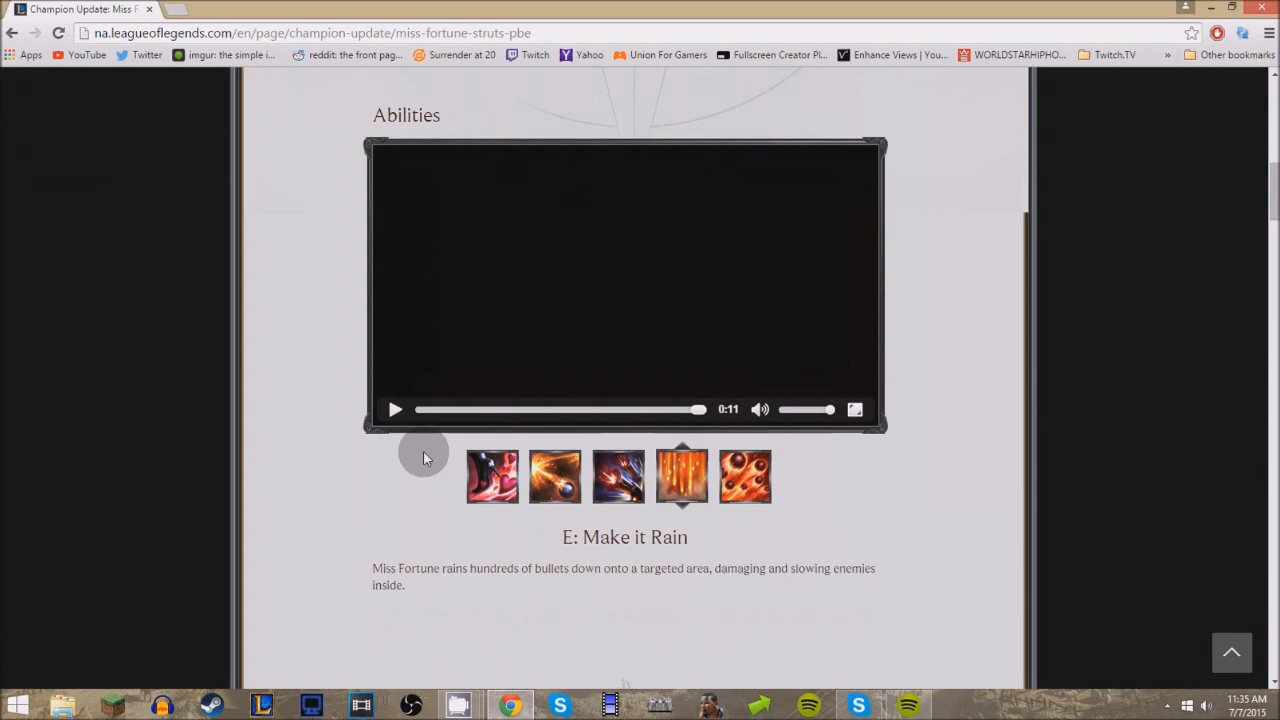 Champion Update: Miss F
na.leagueoflegends.com/en/page/champion-update/miss-fortune-struts-pbe
Apps YouTube Twitter imgur: the simple i... reddit: the front pag... Surrender at 20 Twitch Yahoo Union For Gamers Fullscreen Creator Pl... Enhance Views | You... WORLDSTARHIPHO... Twitch.TV » Other bookmarks
Abilities
0:11
E: Make it Rain
Miss Fortune rains hundreds of bullets down onto a targeted area, damaging and slowing enemies
inside.
11:35 AM
7/7/2015